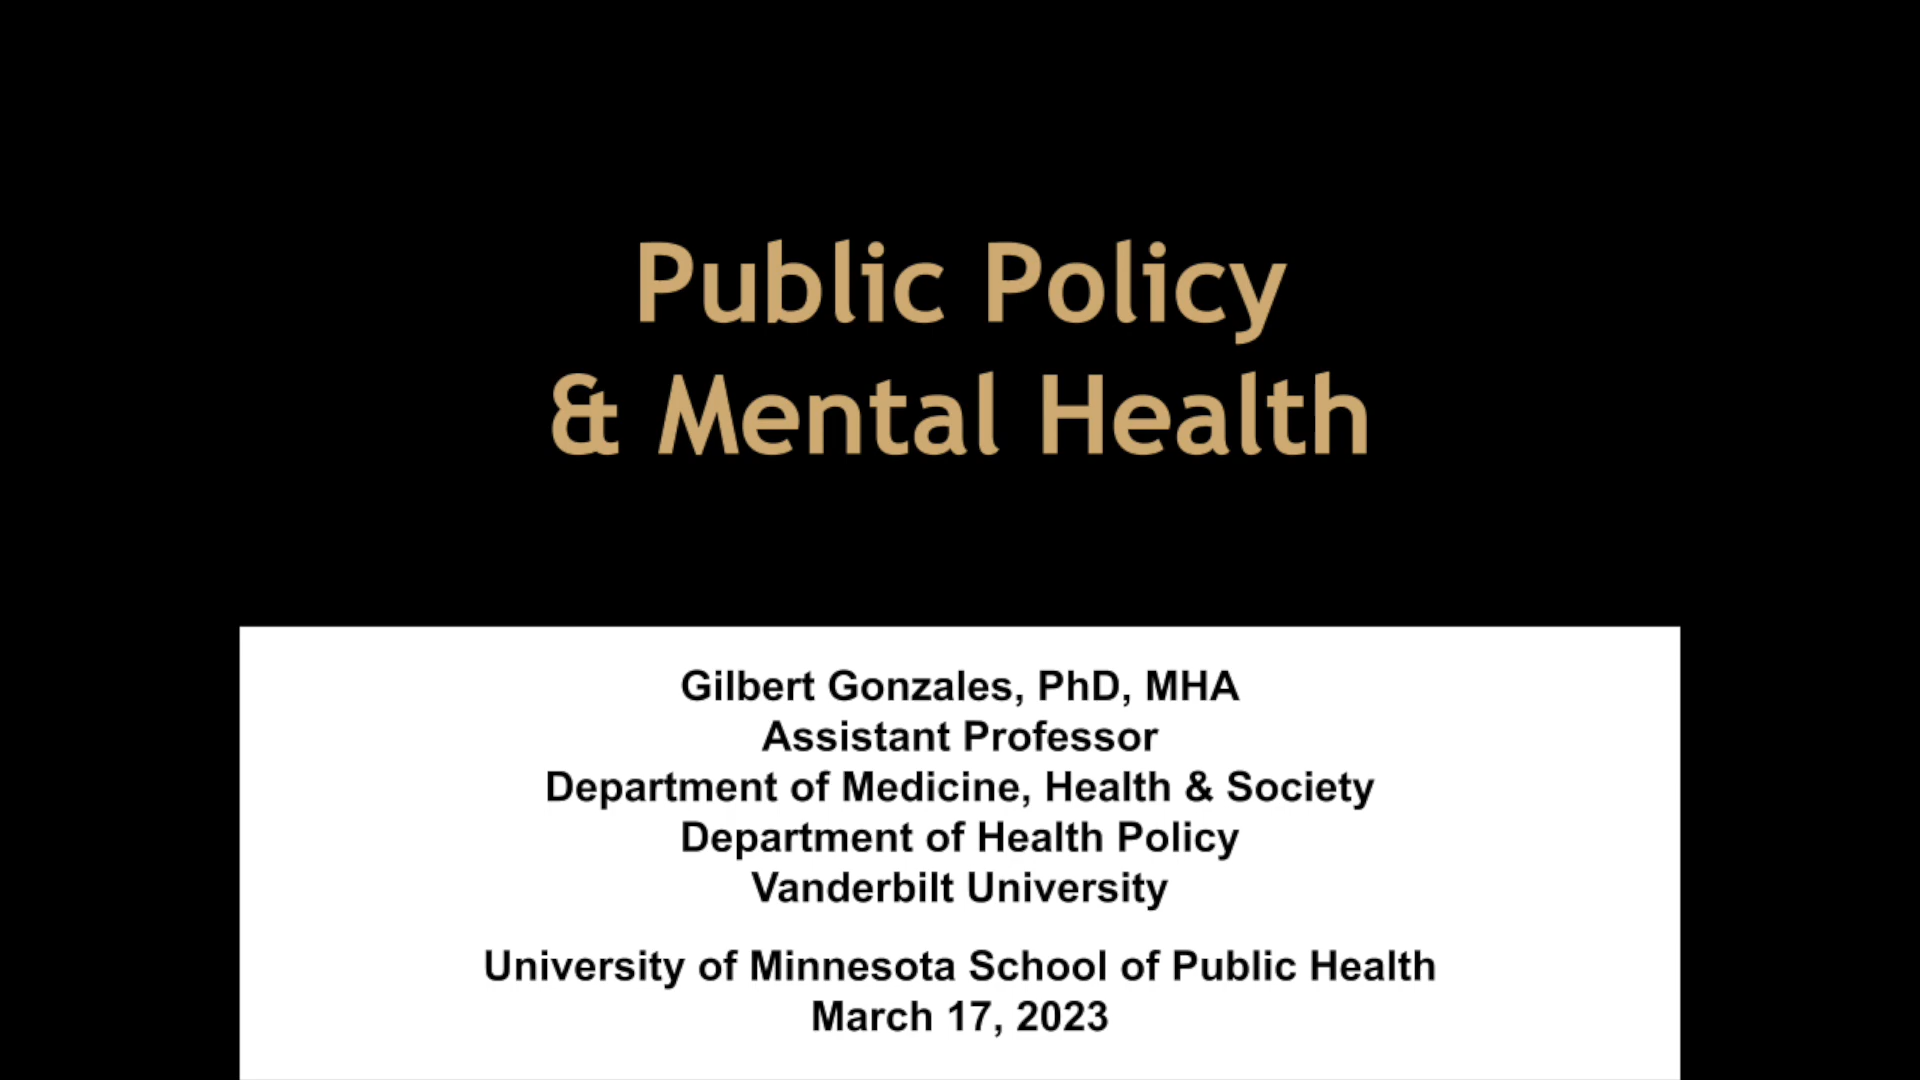 Public Policy
& Mental Health
Gilbert Gonzales, PhD, MHA
Assistant Professor
Department of Medicine, Health & Society
Department of Health Policy
Vanderbilt University
University of Minnesota School of Public Health
March 17, 2023